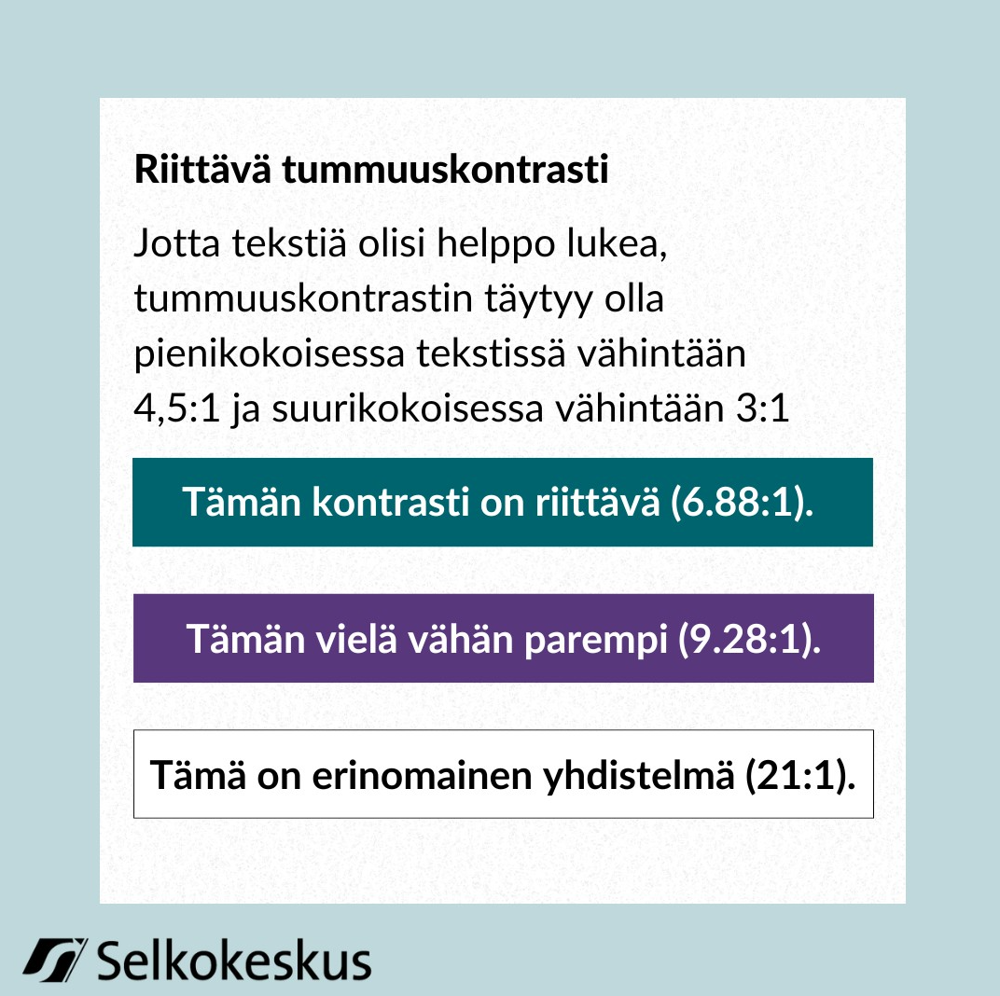 Riittävä tummuuskontrasti
Jotta tekstiä olisi helppo lukea,
tummuuskontrastin täytyy olla
pienikokoisessa tekstissä vähintään
4,5:1 ja suurikokoisessa vähintään 3:1
Tämän kontrasti on riittävä (6.88:1).
Tämän vielä vähän parempi (9.28:1).
Tämä on erinomainen yhdistelmä (21:1).
Selkokeskus